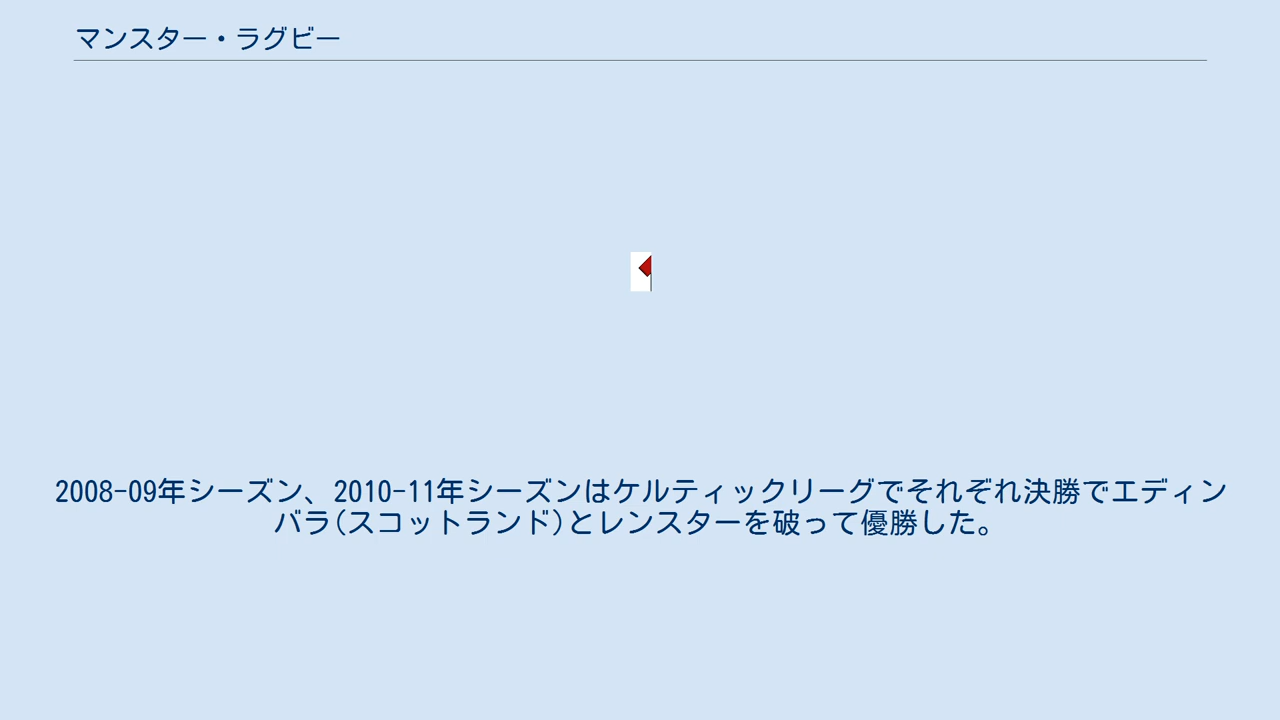 マンスター・ラグビー
2008-09年シーズン、2010-11年シーズンはケルティックリーグでそれぞれ決勝でエディン
バラ(スコットランド)とレンスターを破って優勝した。